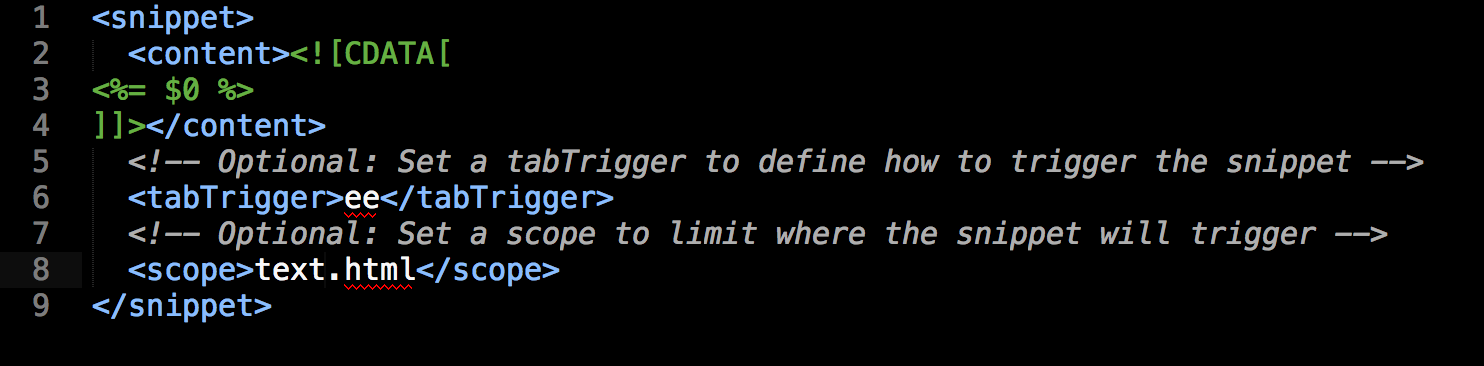 1 <snippet>
2   <content><![CDATA[
3 <%= $0 %>
4 ]]></content>
5   <!-- Optional: Set a tabTrigger to define how to trigger the snippet -->
6   <tabTrigger>ee</tabTrigger>
7   <!-- Optional: Set a scope to limit where the snippet will trigger -->
8   <scope>text.html</scope>
9 </snippet>